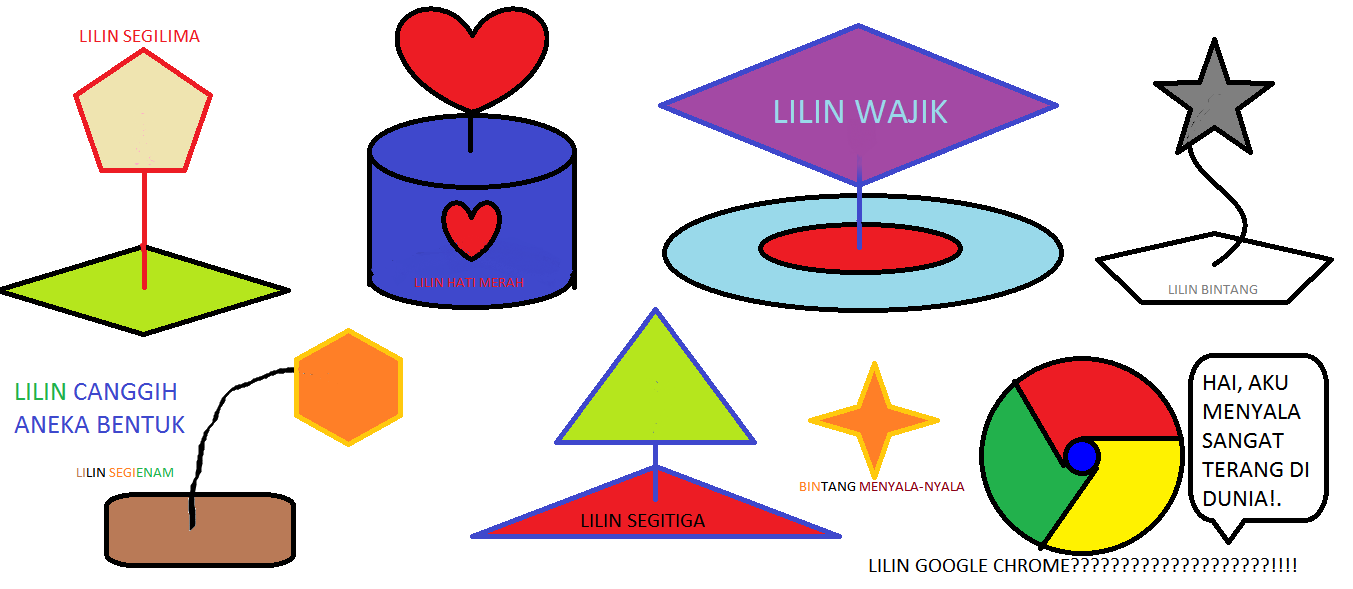 LILIN SEGILIMA
LILIN HATI MERAH
LILIN WAJIK
LILIN BINTANG
LILIN CANGGIH
ANEKA BENTUK
LILIN SEGIENAM
LILIN SEGITIGA
BINTANG MENYALA-NYALA
HAI, AKU
MENYALA
SANGAT
TERANG DI
DUNIA!.
LILIN GOOGLE CHROME????????????????????!!!!